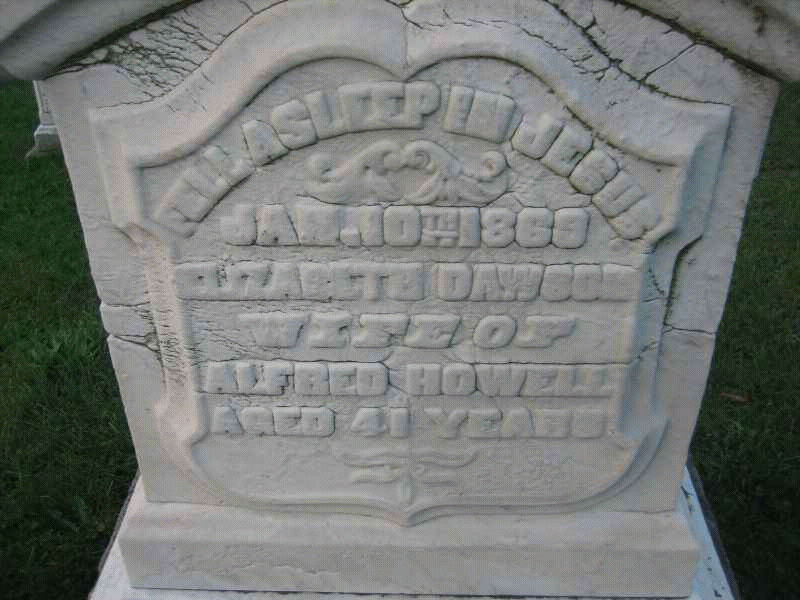 FELL ASLEEP IN JESUS
JAN. 10TH 1869
ELIZABETH DAWSON
WIFE OF
ALFRED HOWELL
AGED 41 YEARS